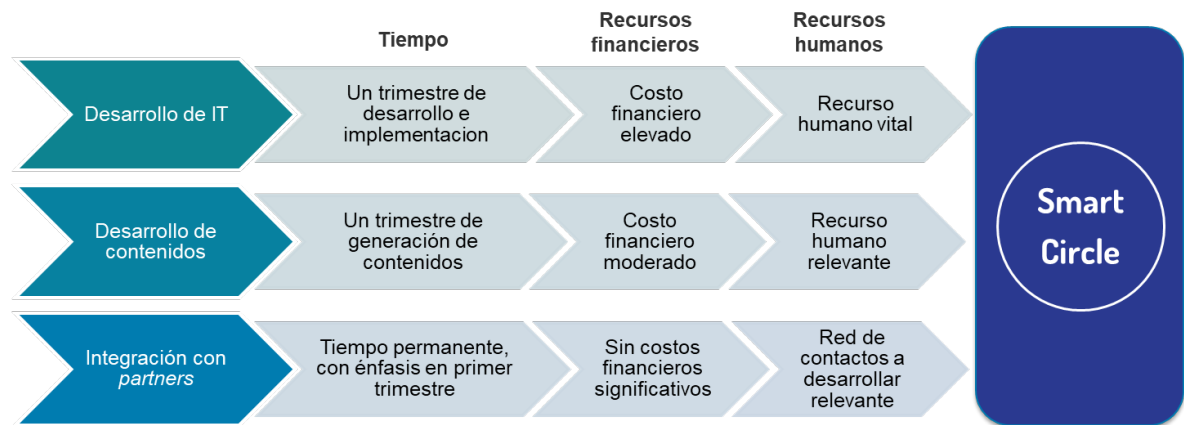 Tiempo
Recursos
financieros
Recursos
humanos
Desarrollo de IT
Un trimestre de
desarrollo e
implementacion
Costo
financiero
elevado
Recurso
humano vital
Desarrollo de
contenidos
Un trimestre de
generación de
contenidos
Costo
financiero
moderado
Recurso
humano
relevante
Integración con
partners
Tiempo permanente,
con énfasis en primer
trimestre
Sin costos
financieros
significativos
Red de
contactos a
desarrollar
relevante
Smart
Circle